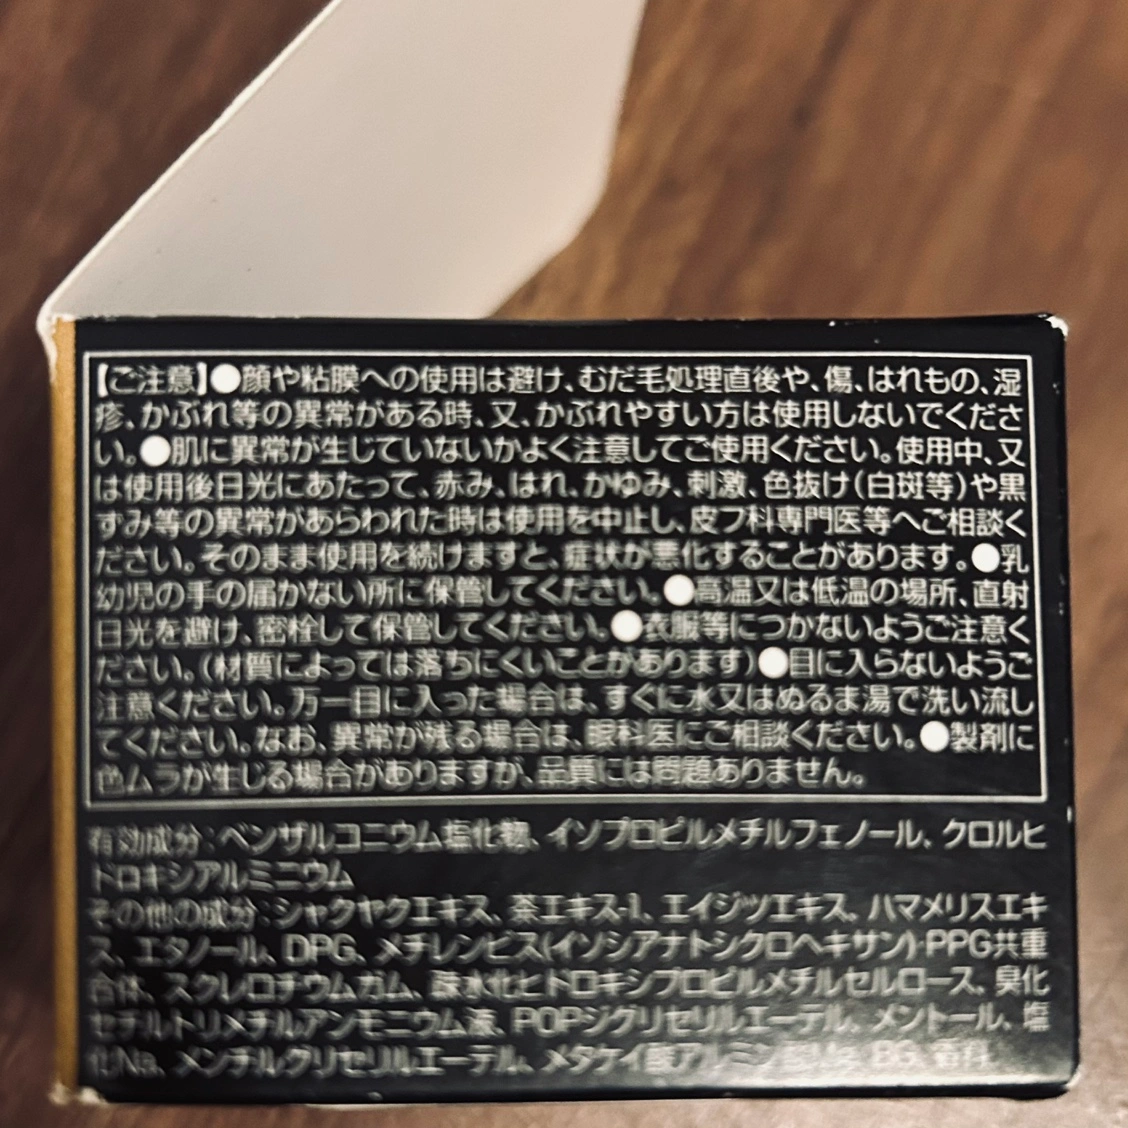 【ご注意】●顔や粘膜への使用は避け、むだ毛処理直後や、傷、はれもの、湿
疹、かぶれ等の異常がある時、又、かぶれやすい方は使用しないでくださ
い。●肌に異常が生じていないかよく注意してご使用ください。使用中、又
は使用後日光にあたって、赤み、はれ、かゆみ、刺激、色抜け(白斑等)や黒
ずみ等の異常があらわれた時は使用を中止し、皮フ科専門医等へご相談く
ださい。そのまま使用を続けますと、症状が悪化することがあります。●乳
幼児の手の届かない所に保管してください。●高温又は低温の場所、直射
日光を避け、密栓して保管してください。●衣服等につかないようご注意く
ださい。(材質によっては落ちにくいことがあります)●目に入らないようご
注意ください。万一目に入った場合は、すぐに水又はぬるま湯で洗い流し
てください。なお、異常が残る場合は、眼科医にご相談ください。●製剤に
色ムラが生じる場合がありますが、品質には問題ありません。
有効成分:ベンザルコニウム塩化物、イソプロピルメチルフェノール、クロルヒ
ドロキシアルミニウム
その他の成分:シャクヤクエキス、茶エキス-1、エイジツエキス、ハマメリスエキ
ス、エタノール、DPG、メチレンビス(イソシアナトシクロヘキサン)・PPG共重
合体、スクレロチウムガム、疎水化ヒドロキシプロピルメチルセルロース、臭化
セチルトリメチルアンモニウム液、POPジグリセリルエーテル、メントール、塩
化Na、メンチルグリセリルエーテル、メタケイ酸アルミン酸Mg、BG、香料